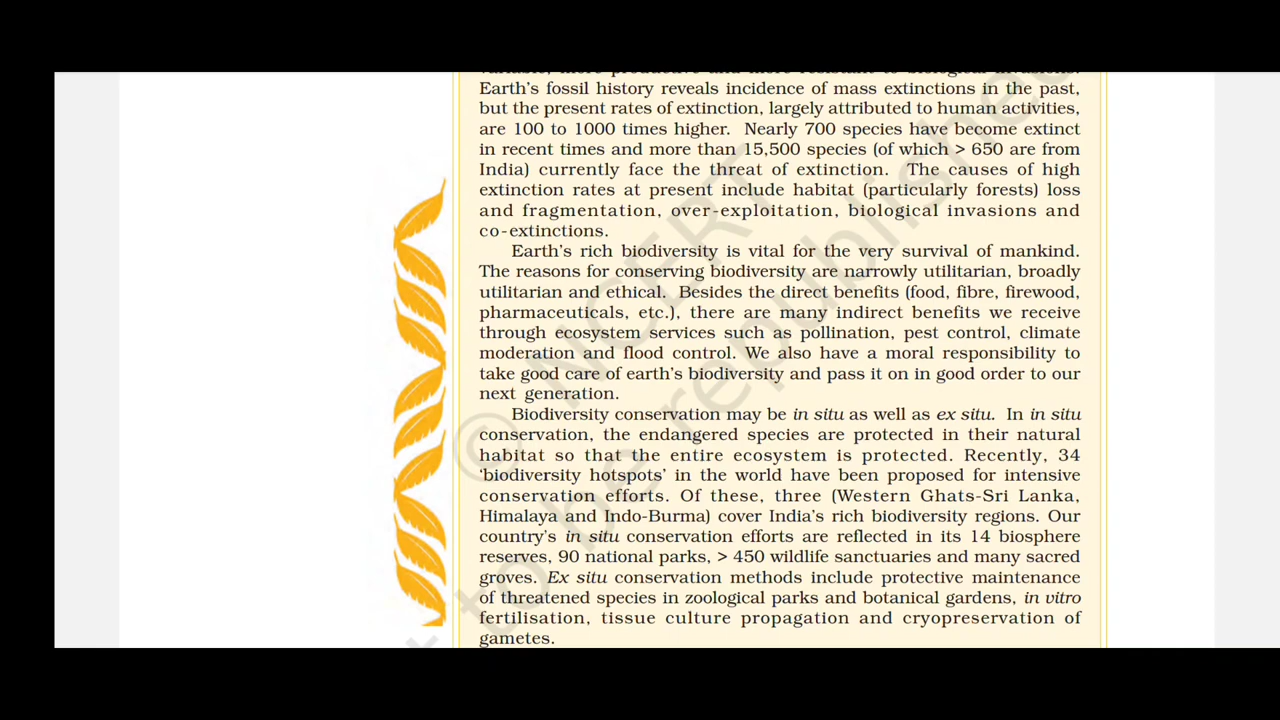 Earth's fossil history reveals incidence of mass extinctions in the past,
but the present rates of extinction, largely attributed to human activities,
are 100 to 1000 times higher. Nearly 700 species have become extinct
in recent times and more than 15,500 species (of which > 650 are from
India) currently face the threat of extinction. The causes of high
extinction rates at present include habitat (particularly forests) loss
and fragmentation, over-exploitation, biological invasions and
co-extinctions.
Earth's rich biodiversity is vital for the very survival of mankind.
The reasons for conserving biodiversity are narrowly utilitarian, broadly
utilitarian and ethical. Besides the direct benefits (food, fibre, firewood,
pharmaceuticals, etc.), there are many indirect benefits we receive
through ecosystem services such as pollination, pest control, climate
moderation and flood control. We also have a moral responsibility to
take good care of earth's biodiversity and pass it on in good order to our
next generation.
Biodiversity conservation may be in situ as well as ex situ. In in situ
conservation, the endangered species are protected in their natural
habitat so that the entire ecosystem is protected. Recently, 34
'biodiversity hotspots' in the world have been proposed for intensive
conservation efforts. Of these, three (Western Ghats-Sri Lanka,
Himalaya and Indo-Burma) cover India's rich biodiversity regions. Our
country's in situ conservation efforts are reflected in its 14 biosphere
reserves, 90 national parks, > 450 wildlife sanctuaries and many sacred
groves. Ex situ conservation methods include protective maintenance
of threatened species in zoological parks and botanical gardens, in vitro
fertilisation, tissue culture propagation and cryopreservation of
gametes.
© NCERT
to be republished